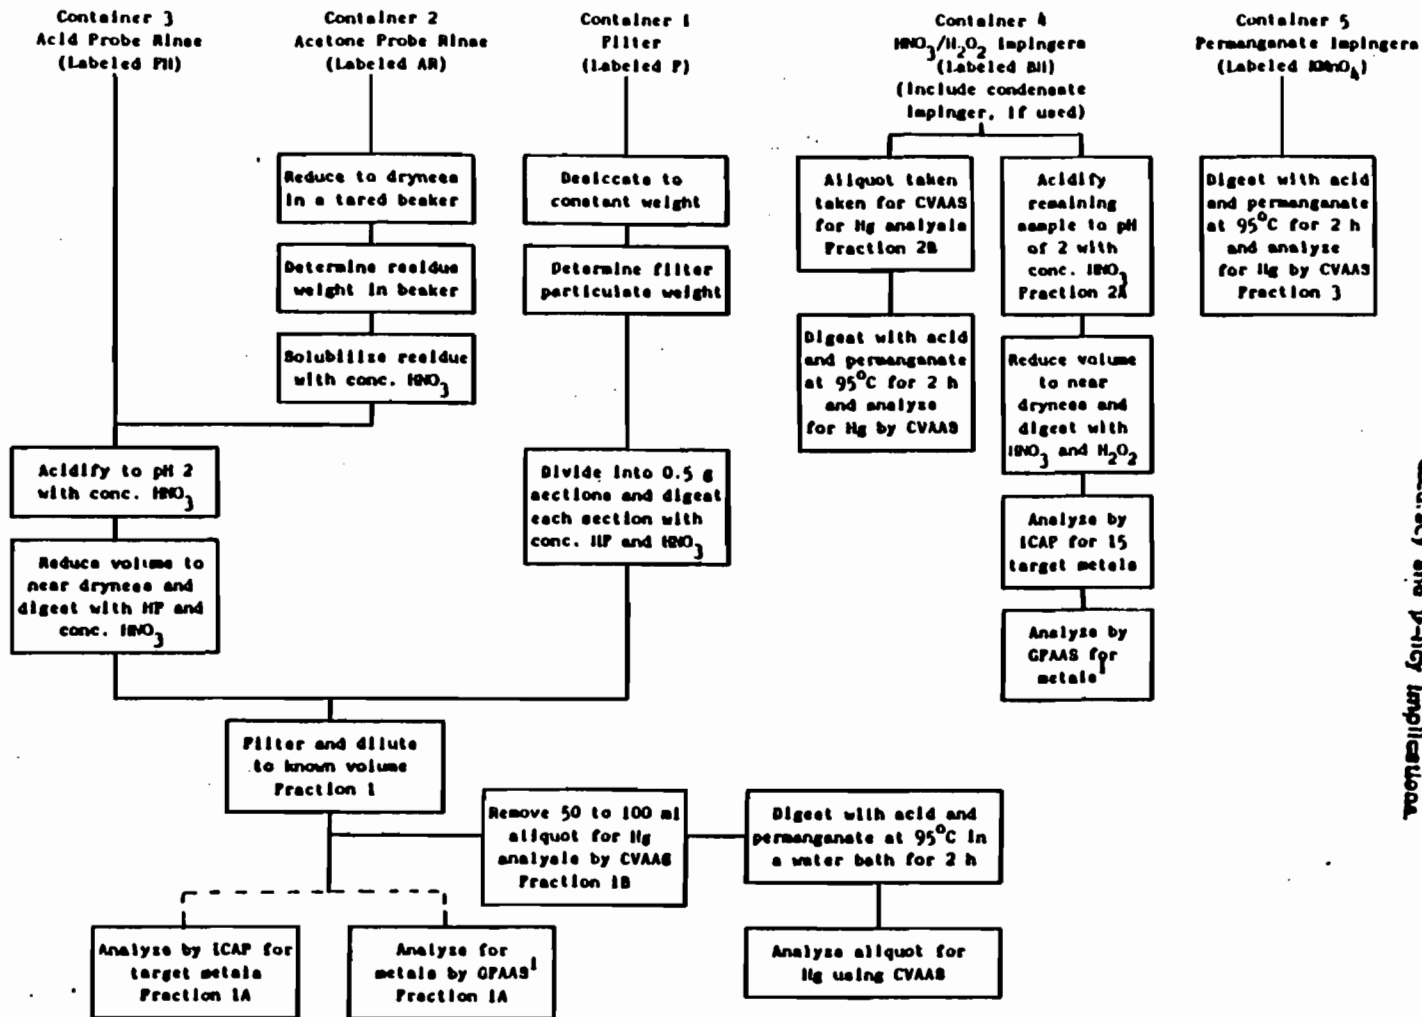 Container 3
Acid Probe Rinse
(Labeled FH)
Container 2
Acetone Probe Rinse
(Labeled AR)
Container 1
Filter
(Labeled F)
Container 4
HNO3/H2O2 Impingers
(Labeled BH)
(Include condensate
impinger, if used)
Container 5
Permanganate Impingers
(Labeled KMnO4)
Reduce to dryness
in a tared beaker
Determine residue
weight in beaker
Solubilize residue
with conc. HNO3
Desiccate to
constant weight
Determine filter
particulate weight
Divide into 0.5 g
sections and digest
each section with
conc. HF and HNO3
Aliquot taken
taken for CVAAS
for Hg analysis
Fraction 2B
Digest with acid
and permanganate
at 95°C for 2 h
and analyze
for Hg by CVAAS
Acidify
remaining
sample to pH
of 2 with
conc. HNO3
Fraction 2A
Reduce volume
to near
dryness and
digest with
HNO3 and H2O2
Analyze by
ICAP for 15
target metals
Analyze by
GFAAS for
metals1
Digest with acid
and permanganate
at 95°C for 2 h
and analyze
for Hg by CVAAS
Fraction 3
Acidify to pH 2
with conc. HNO3
Reduce volume to
near dryness and
digest with HF and
conc. HNO3
Filter and dilute
to known volume
Fraction 1
Remove 50 to 100 ml
aliquot for Hg
analysis by CVAAS
Fraction 1B
Digest with acid and
permanganate at 95°C in
a water bath for 2 h
Analyze aliquot for
Hg using CVAAS
Analyze by ICAP for
target metals
Fraction 1A
Analyze for
metals by GFAAS1
Fraction 1A
and implications.